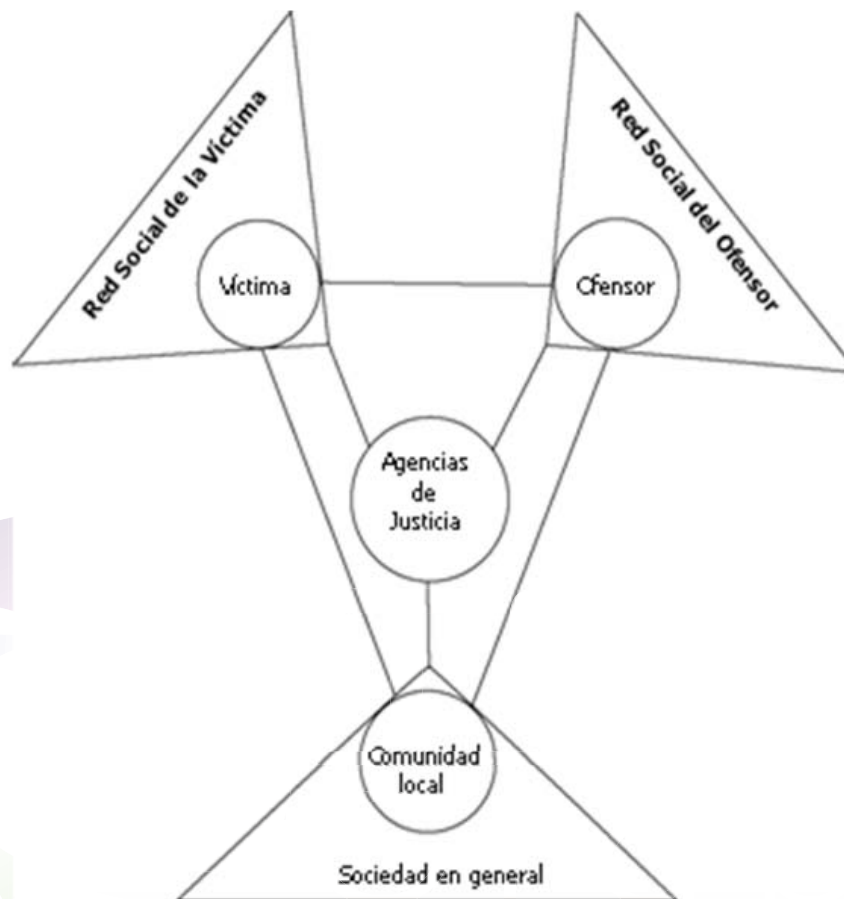 Red Social de la Víctima
Red Social del Ofensor
Víctima
Ofensor
Agencias
de
Justicia
Comunidad
local
Sociedad en general